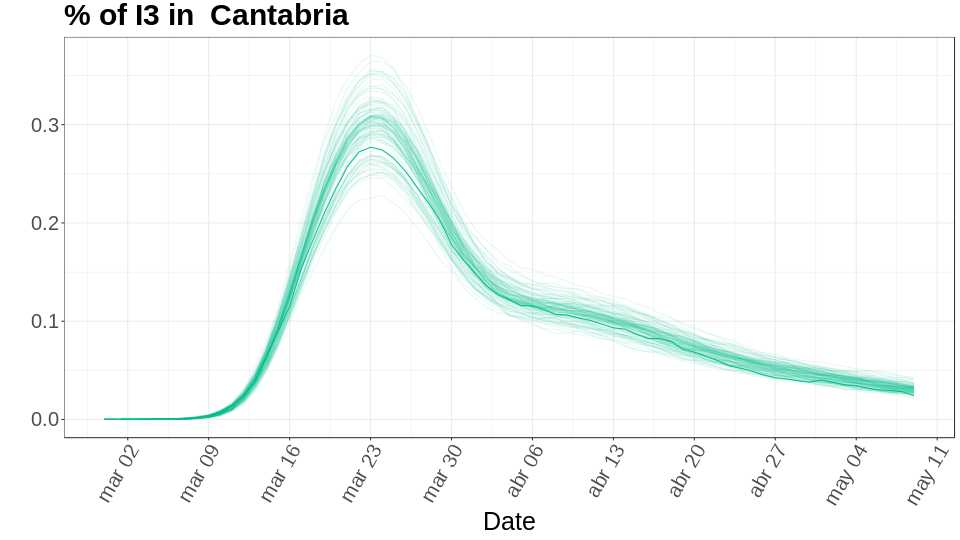 % of I3 in  Cantabria
0.3
0.2
0.1
0.0
mar 02
mar 09
mar 16
mar 23
mar 30
abr 06
abr 13
abr 20
abr 27
may 04
may 11
Date